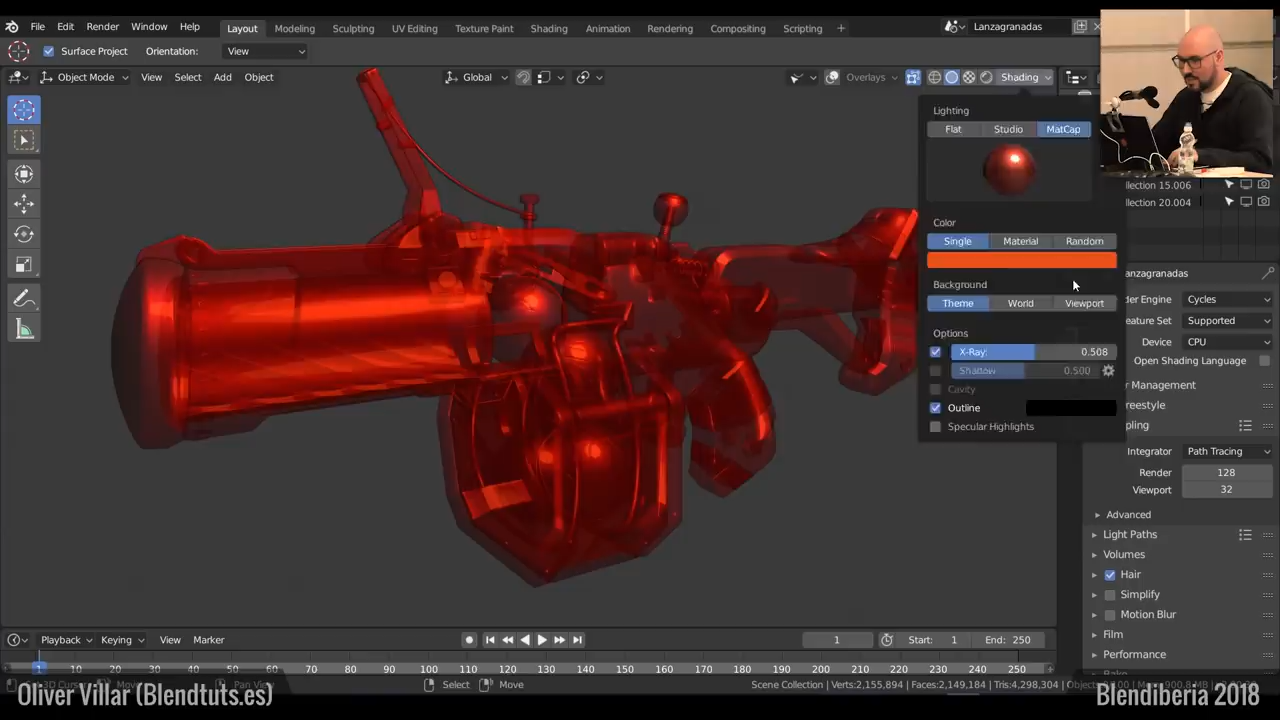 File Edit Render Window Help Layout Modeling Sculpting UV Editing Texture Paint Shading Animation Rendering Compositing Scripting + Lanzagranadas
Surface Project Orientation: View
Object Mode View Select Add Object Global Overlays Shading
Lighting
Flat Studio MatCap
Color
Single Material Random
Background
Theme World Viewport
Options
X-Ray: 0.508
Shadow 0.500
Cavity
Outline
Specular Highlights
llection 15.006
llection 20.004
Lanzagranadas
der Engine Cycles
eature Set Supported
Device CPU
Open Shading Language
Management
reestyle
pling
Integrator Path Tracing
Render 128
Viewport 32
Advanced
Light Paths
Volumes
Hair
Simplify
Motion Blur
Film
Performance
Playback Keying View Marker 1 Start: 1 End: 250
1 10 20 30 40 50 60 70 80 90 100 110 120 130 140 150 160 170 180 190 200 210 220 230 240 250
Select Move Scene Collection | Verts:2,155,894 | Faces:2,149,184 | Tris:4,298,304
Oliver Villar (Blendtuts.es)
Blendiberia 2018